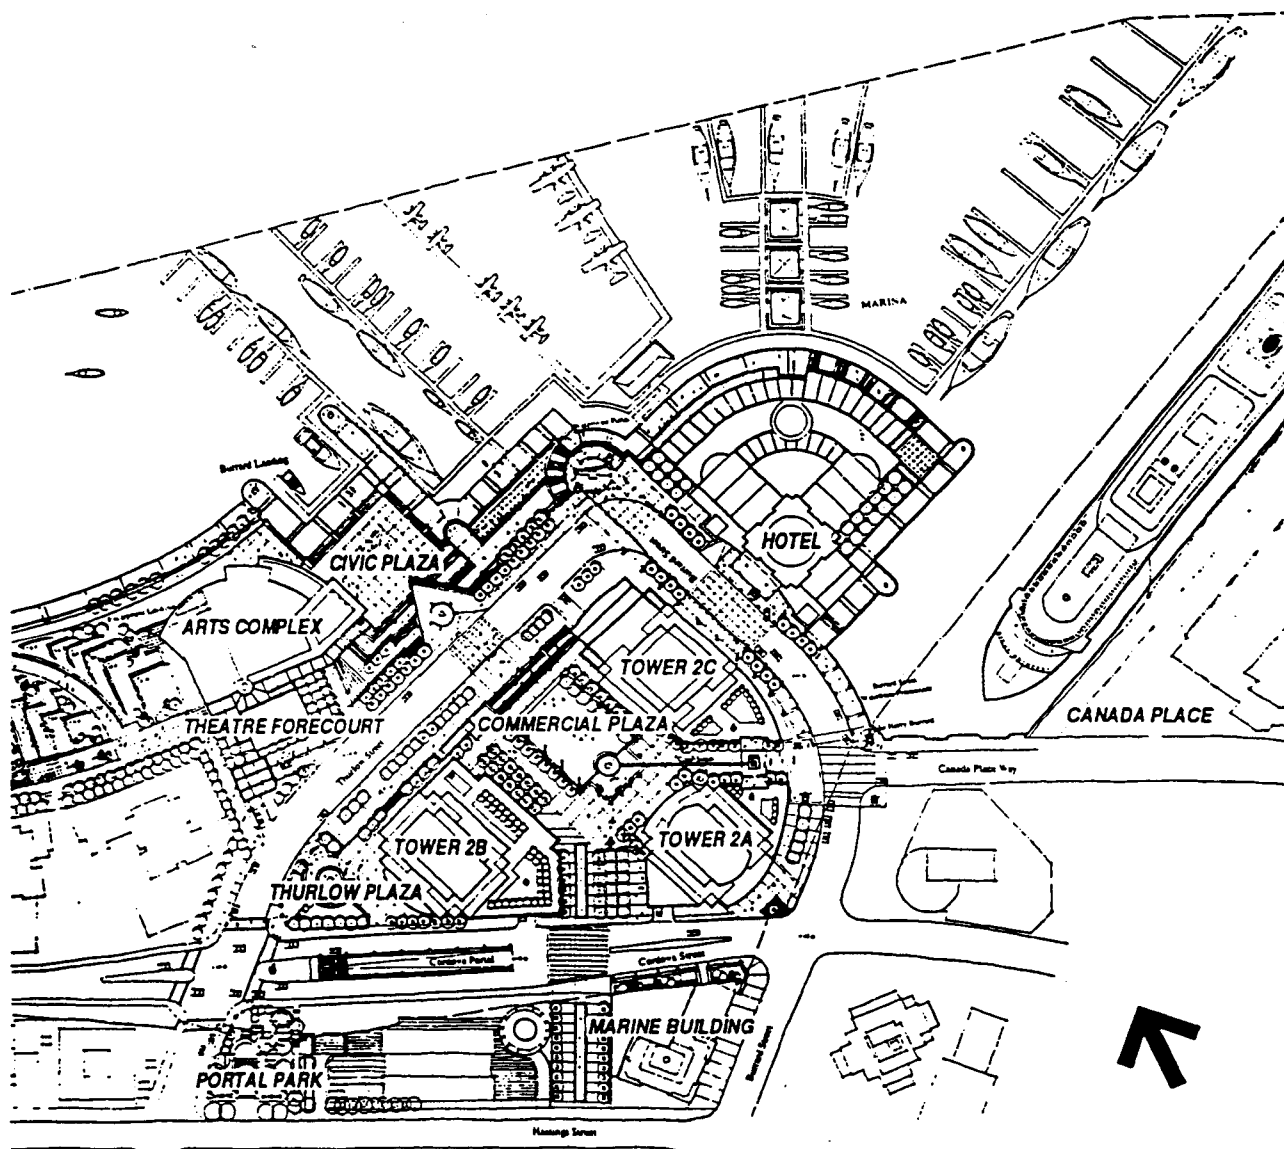 MARINA
Burrard Landing
CIVIC PLAZA
HOTEL
ARTS COMPLEX
TOWER 2C
THEATRE FORECOURT
COMMERCIAL PLAZA
CANADA PLACE
Thurlow Street
Canada Place Way
TOWER 2B
TOWER 2A
THURLOW PLAZA
Cordova Portal
Cordova Street
MARINE BUILDING
Burrard Street
PORTAL PARK
Hastings Street